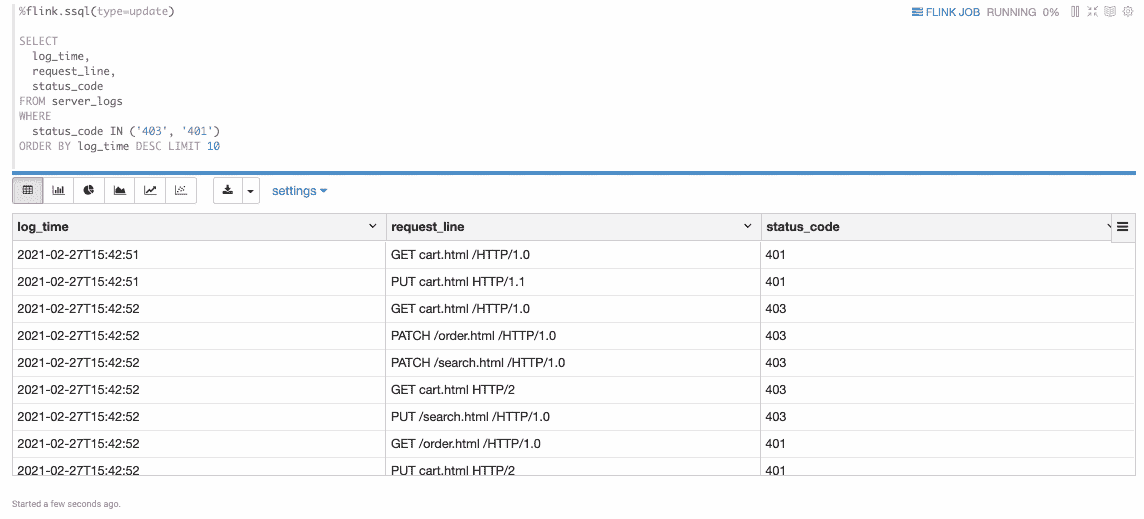 %flink.ssql(type=update)
FLINK JOB RUNNING 0%
SELECT
log_time,
request_line,
status_code
FROM server_logs
WHERE
status_code IN ('403', '401')
ORDER BY log_time DESC LIMIT 10
settings
log_time request_line status_code
2021-02-27T15:42:51 GET cart.html /HTTP/1.0 401
2021-02-27T15:42:51 PUT cart.html HTTP/1.1 401
2021-02-27T15:42:52 GET cart.html /HTTP/1.0 403
2021-02-27T15:42:52 PATCH /order.html /HTTP/1.0 403
2021-02-27T15:42:52 PATCH /search.html /HTTP/1.0 403
2021-02-27T15:42:52 GET cart.html HTTP/2 403
2021-02-27T15:42:52 PUT /search.html /HTTP/1.0 403
2021-02-27T15:42:52 GET /order.html /HTTP/1.0 401
2021-02-27T15:42:52 PUT cart.html HTTP/2 401
Started a few seconds ago.